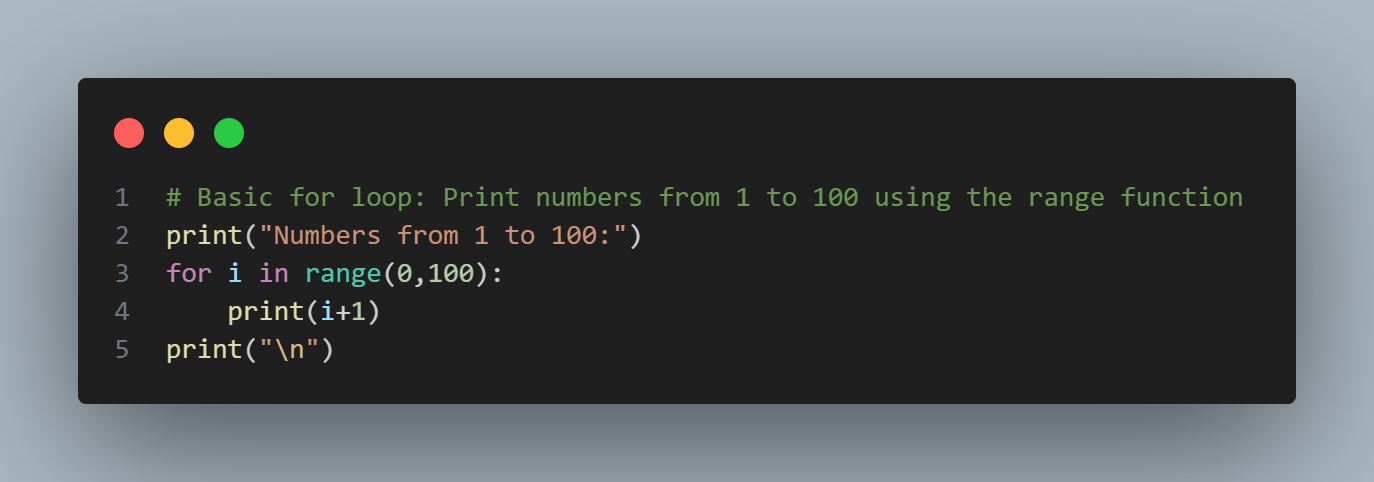 1 # Basic for loop: Print numbers from 1 to 100 using the range function
2 print("Numbers from 1 to 100:")
3 for i in range(0,100):
4     print(i+1)
5 print("\n")